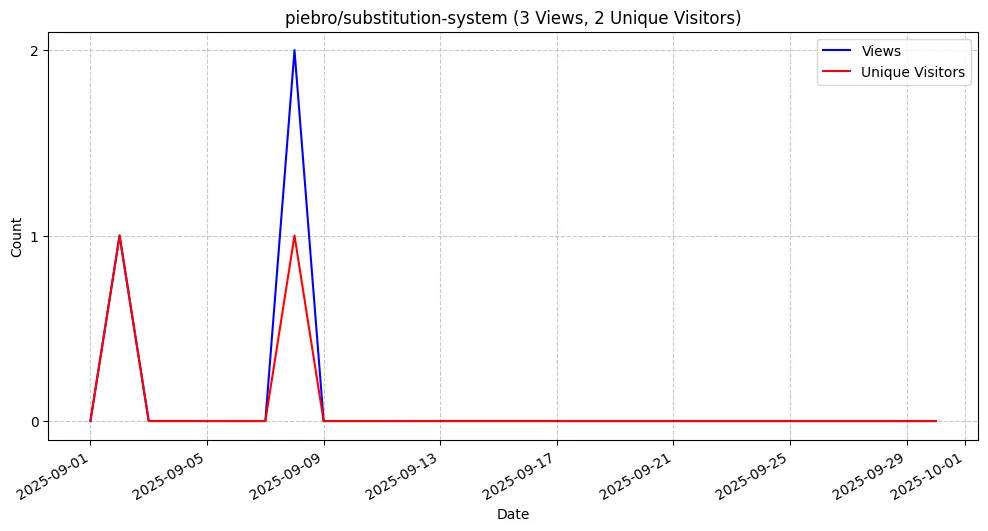 piebro/substitution-system (3 Views, 2 Unique Visitors)
Views
Unique Visitors
2
1
0
Count
2025-09-01
2025-09-05
2025-09-09
2025-09-13
2025-09-17
2025-09-21
2025-09-25
2025-09-29
2025-10-01
Date